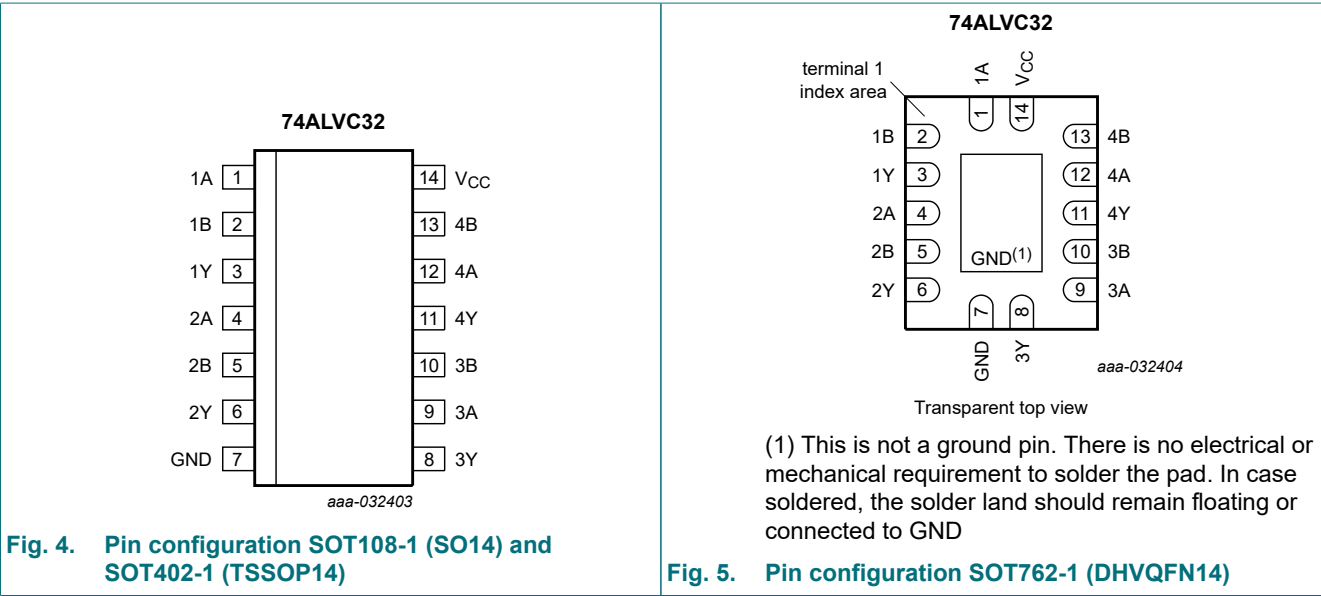 74ALVC32
1A 1
14 VCC
1B 2
13 4B
1Y 3
12 4A
2A 4
11 4Y
2B 5
10 3B
2Y 6
9 3A
GND 7
8 3Y
aaa-032403
Fig. 4. Pin configuration SOT108-1 (SO14) and
SOT402-1 (TSSOP14)
74ALVC32
terminal 1
index area
1A
VCC
1
14
1B 2
13 4B
1Y 3
12 4A
2A 4
11 4Y
2B 5
GND(1)
10 3B
2Y 6
9 3A
7
8
GND
3Y
aaa-032404
Transparent top view
(1) This is not a ground pin. There is no electrical or
mechanical requirement to solder the pad. In case
soldered, the solder land should remain floating or
connected to GND
Fig. 5. Pin configuration SOT762-1 (DHVQFN14)